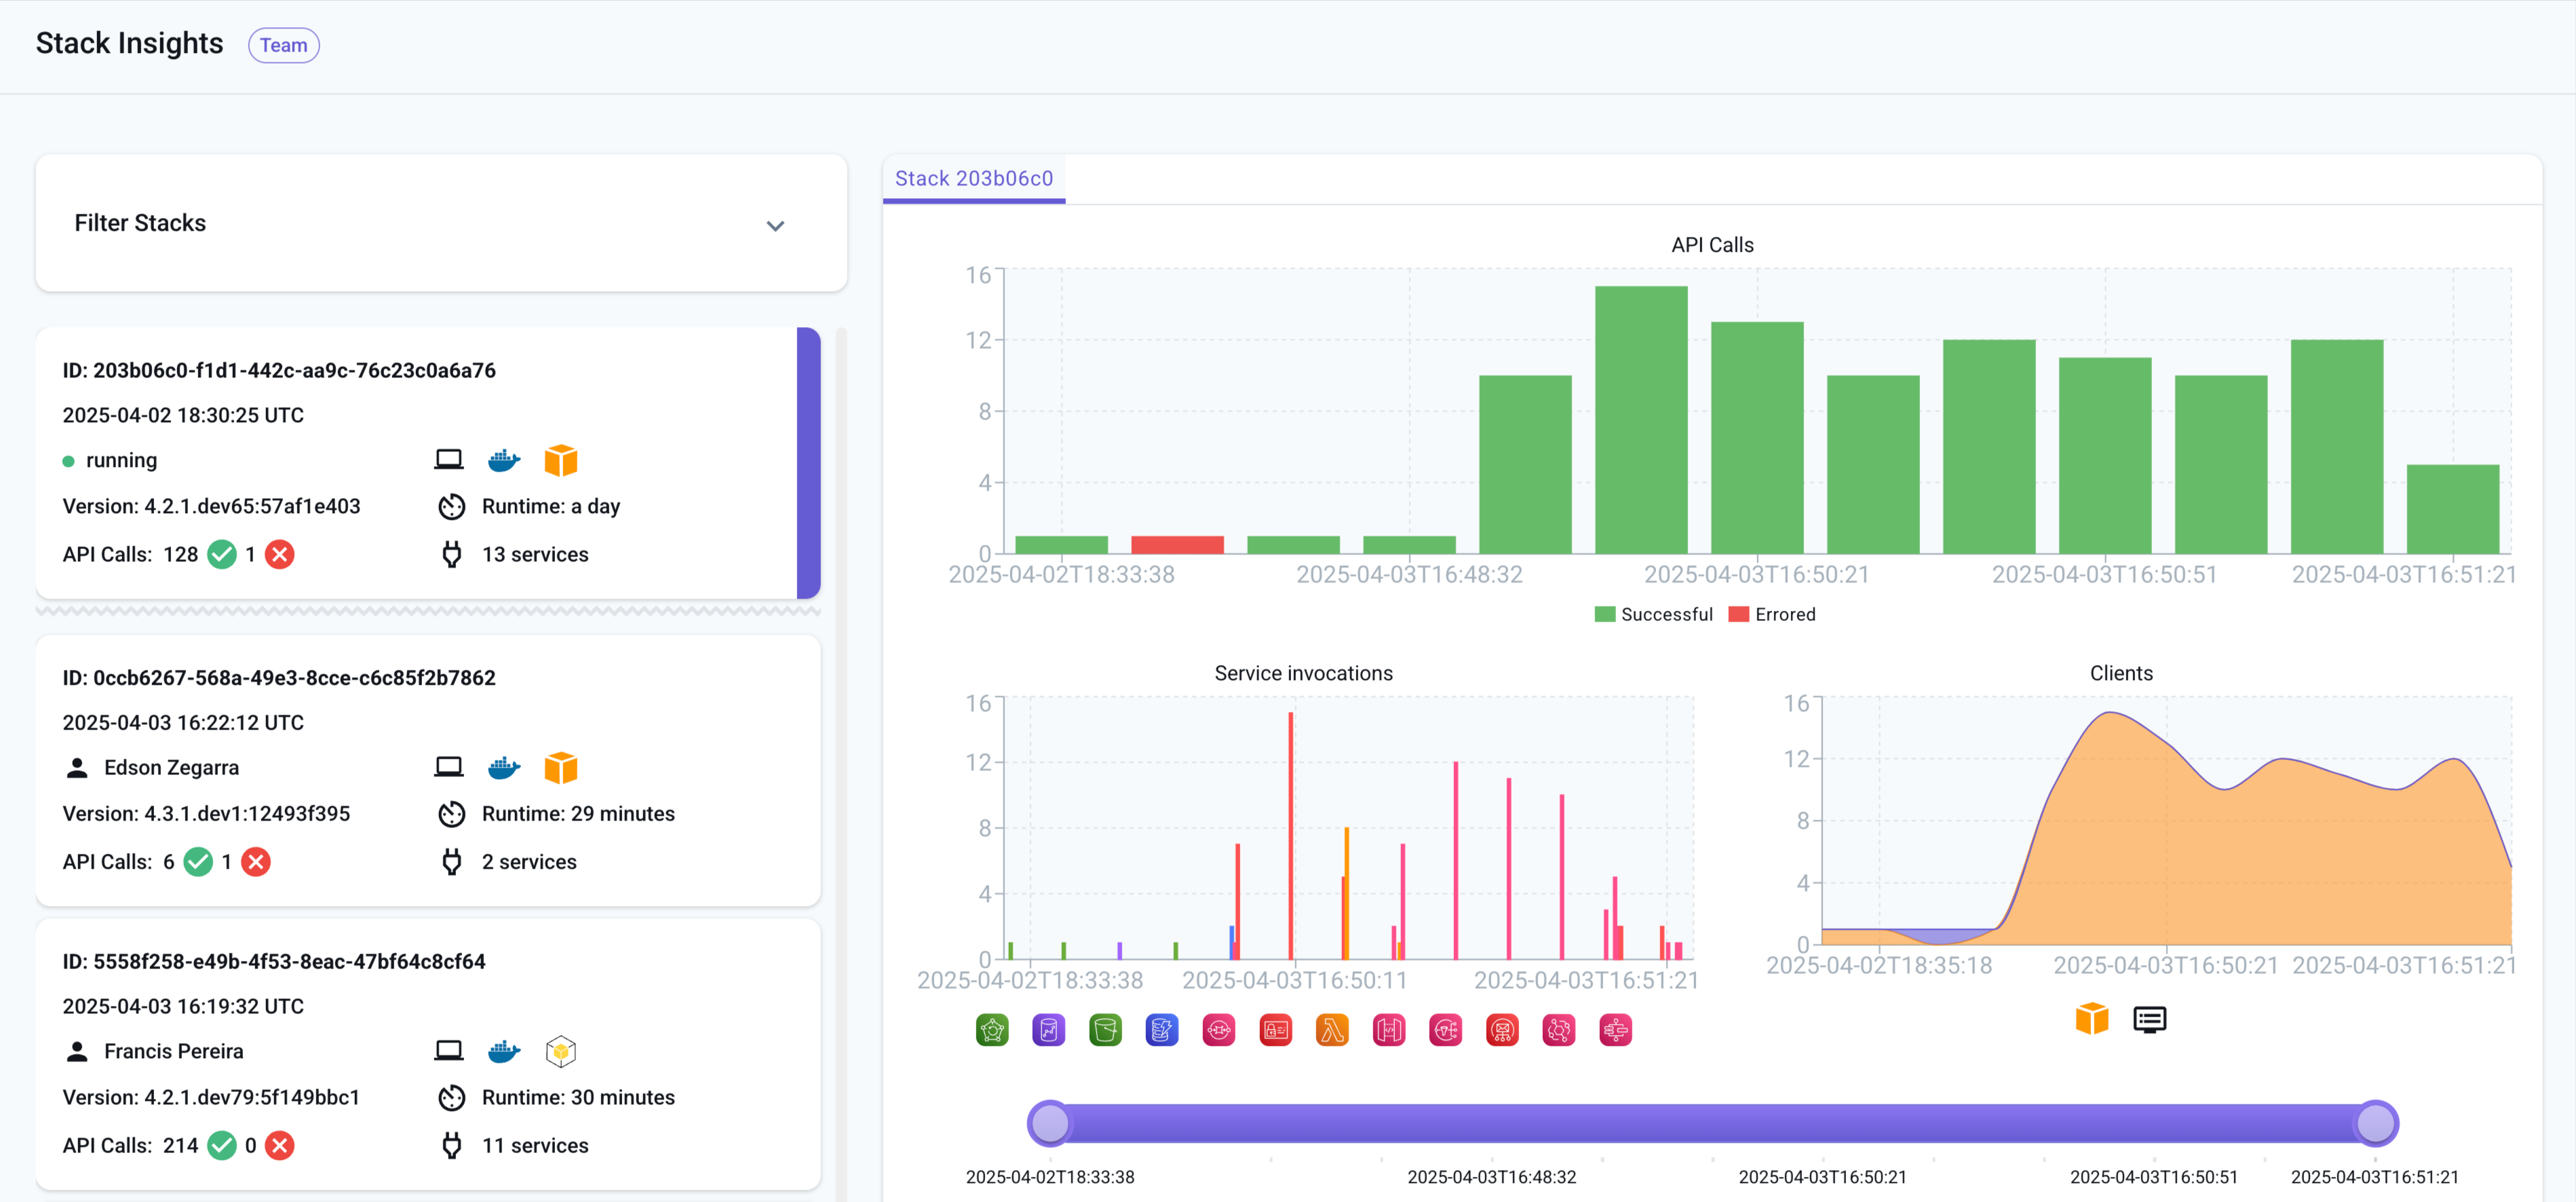 Stack Insights
Team
Filter Stacks
ID: 203b06c0-f1d1-442c-aa9c-76c23c0a6a76
2025-04-02 18:30:25 UTC
running
Version: 4.2.1.dev65:57af1e403
Runtime: a day
API Calls: 128 1
13 services
ID: 0ccb6267-568a-49e3-8cce-c6c85f2b7862
2025-04-03 16:22:12 UTC
Edson Zegarra
Version: 4.3.1.dev1:12493f395
Runtime: 29 minutes
API Calls: 6 1
2 services
ID: 5558f258-e49b-4f53-8eac-47bf64c8cf64
2025-04-03 16:19:32 UTC
Francis Pereira
Version: 4.2.1.dev79:5f149bbc1
Runtime: 30 minutes
API Calls: 214 0
11 services
Stack 203b06c0
API Calls
16
12
8
4
0
2025-04-02T18:33:38 2025-04-03T16:48:32 2025-04-03T16:50:21 2025-04-03T16:50:51 2025-04-03T16:51:21
Successful Errored
Service invocations
16
12
8
4
0
2025-04-02T18:33:38 2025-04-03T16:50:11 2025-04-03T16:51:21
Clients
16
12
8
4
0
2025-04-02T18:35:18 2025-04-03T16:50:21 2025-04-03T16:51:21
2025-04-02T18:33:38 2025-04-03T16:48:32 2025-04-03T16:50:21 2025-04-03T16:50:51 2025-04-03T16:51:21